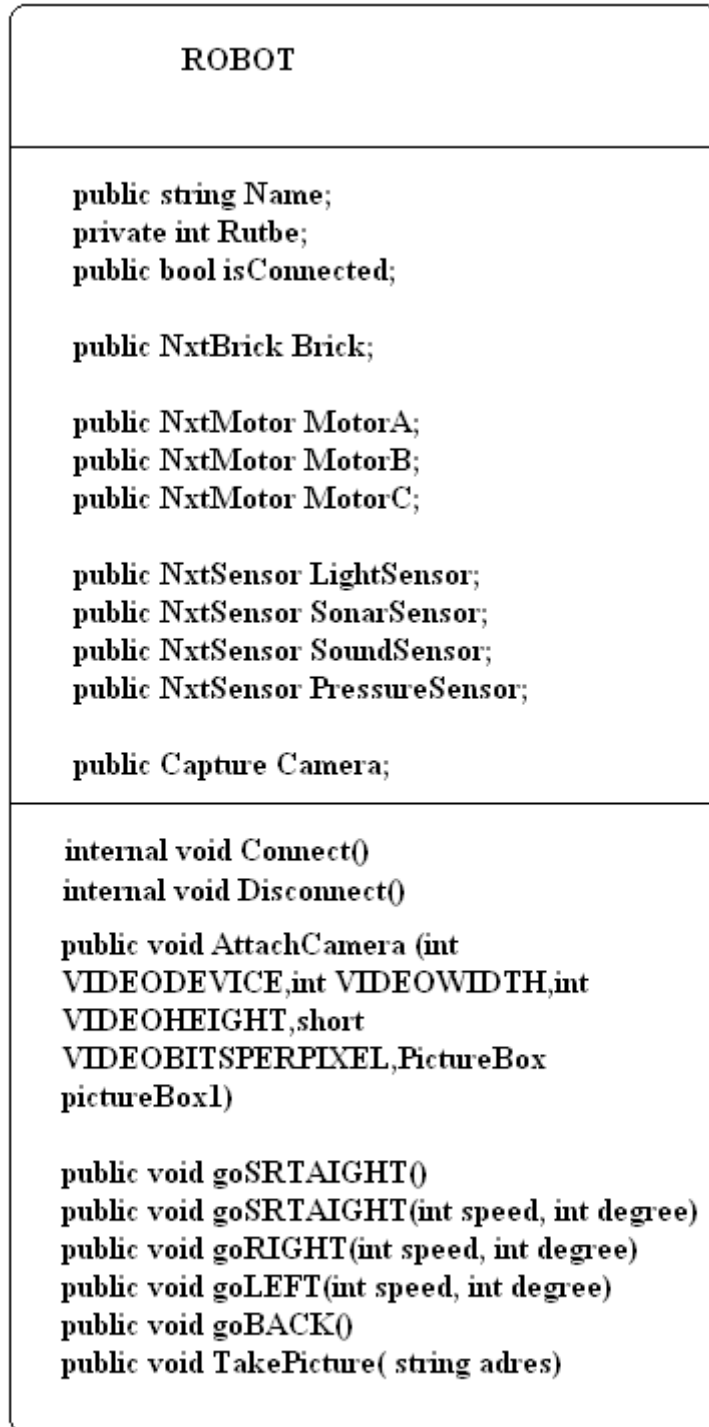 ROBOT
public string Name;
private int Rutbe;
public bool isConnected;
public NxtBrick Brick;
public NxtMotor MotorA;
public NxtMotor MotorB;
public NxtMotor MotorC;
public NxtSensor LightSensor;
public NxtSensor SonarSensor;
public NxtSensor SoundSensor;
public NxtSensor PressureSensor;
public Capture Camera;
internal void Connect()
internal void Disconnect()
public void AttachCamera (int
VIDEODEVICE,int VIDEOWIDTH,int
VIDEOHEIGHT,short
VIDEOBITSPERPIXEL,PictureBox
pictureBox1)
public void goSRTAIGHT()
public void goSRTAIGHT(int speed, int degree)
public void goRIGHT(int speed, int degree)
public void goLEFT(int speed, int degree)
public void goBACK()
public void TakePicture( string adres)